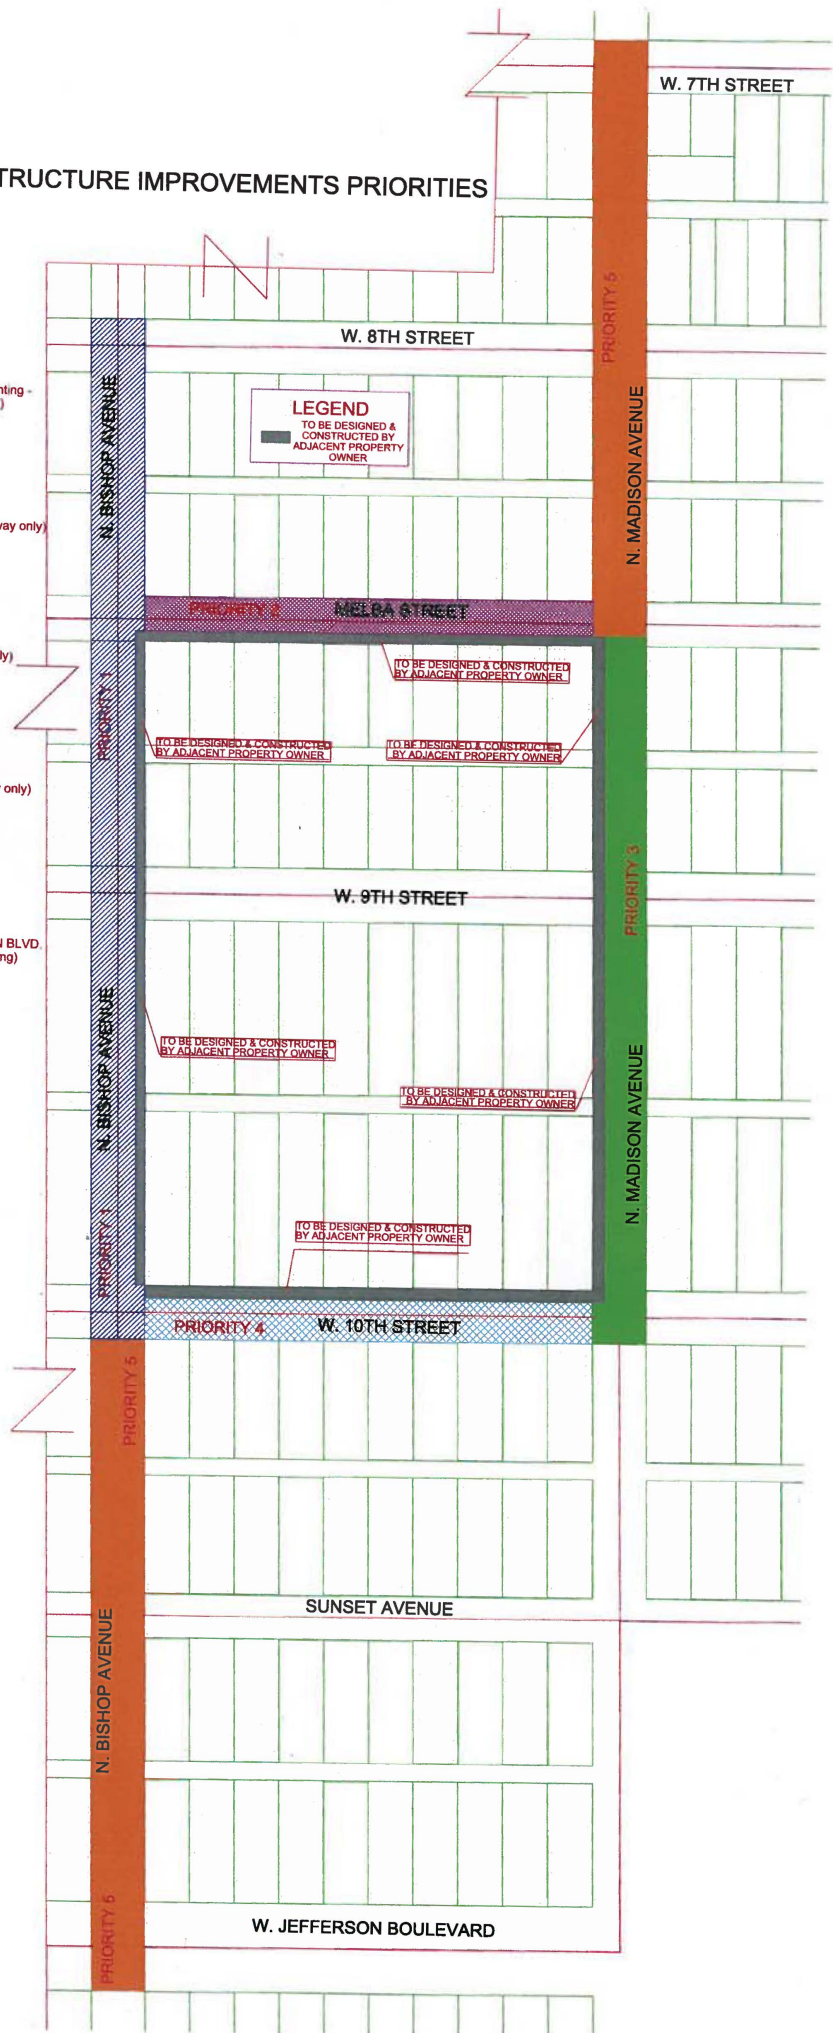 W. 7TH STREET
TRUCTURE IMPROVEMENTS PRIORITIES
PRIORITY 5
W. 8TH STREET
nting -
)
N. BISHOP AVENUE
LEGEND
TO BE DESIGNED &
CONSTRUCTED BY
ADJACENT PROPERTY
OWNER
N. MADISON AVENUE
way only)
PRIORITY 2
MELBA STREET
ly)
TO BE DESIGNED & CONSTRUCTED
BY ADJACENT PROPERTY OWNER
PRIORITY 1
TO BE DESIGNED & CONSTRUCTED
BY ADJACENT PROPERTY OWNER
TO BE DESIGNED & CONSTRUCTED
BY ADJACENT PROPERTY OWNER
y only)
PRIORITY 3
W. 9TH STREET
N BLVD.
ng)
N. BISHOP AVENUE
TO BE DESIGNED & CONSTRUCTED
BY ADJACENT PROPERTY OWNER
TO BE DESIGNED & CONSTRUCTED
BY ADJACENT PROPERTY OWNER
N. MADISON AVENUE
PRIORITY 1
TO BE DESIGNED & CONSTRUCTED
BY ADJACENT PROPERTY OWNER
PRIORITY 4
W. 10TH STREET
PRIORITY 5
SUNSET AVENUE
N. BISHOP AVENUE
W. JEFFERSON BOULEVARD
PRIORITY 5